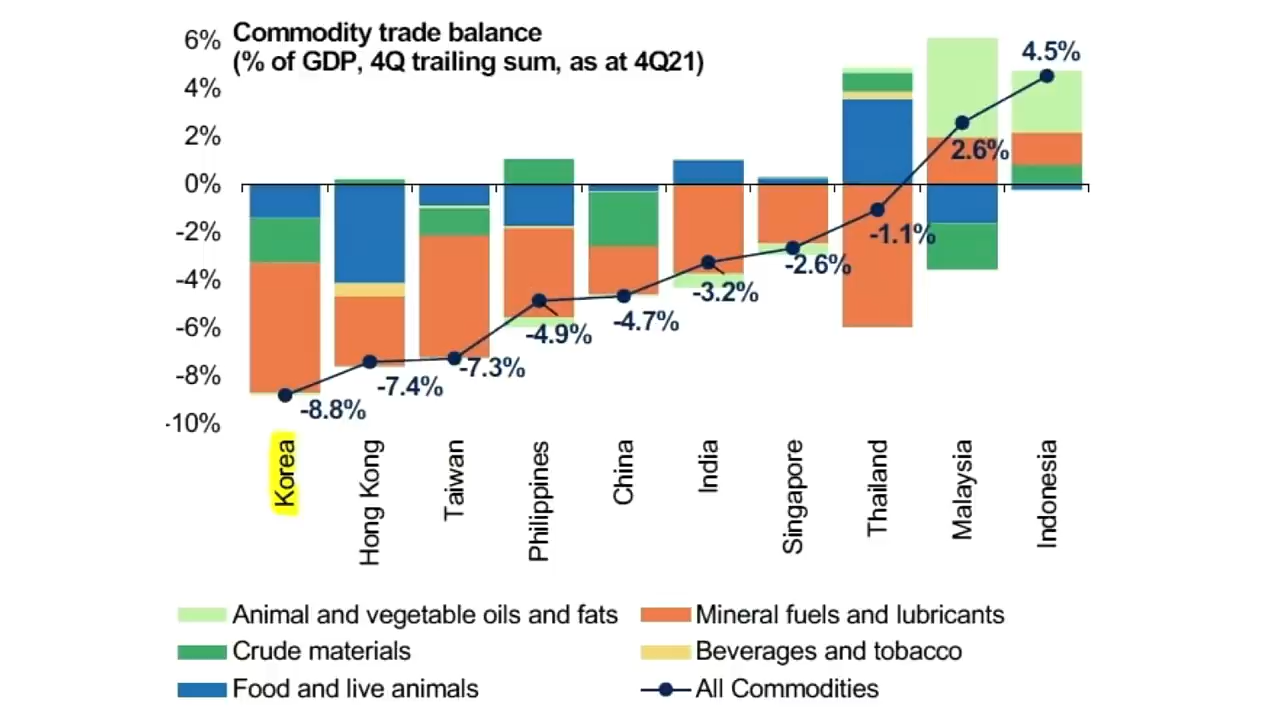 Commodity trade balance
(% of GDP, 4Q trailing sum, as at 4Q21)
6%
4%
2%
0%
-2%
-4%
-6%
-8%
-10%
-8.8%
-7.4%
-7.3%
-4.9%
-4.7%
-3.2%
-2.6%
-1.1%
2.6%
4.5%
Korea
Hong Kong
Taiwan
Philippines
China
India
Singapore
Thailand
Malaysia
Indonesia
Animal and vegetable oils and fats
Mineral fuels and lubricants
Crude materials
Beverages and tobacco
Food and live animals
All Commodities